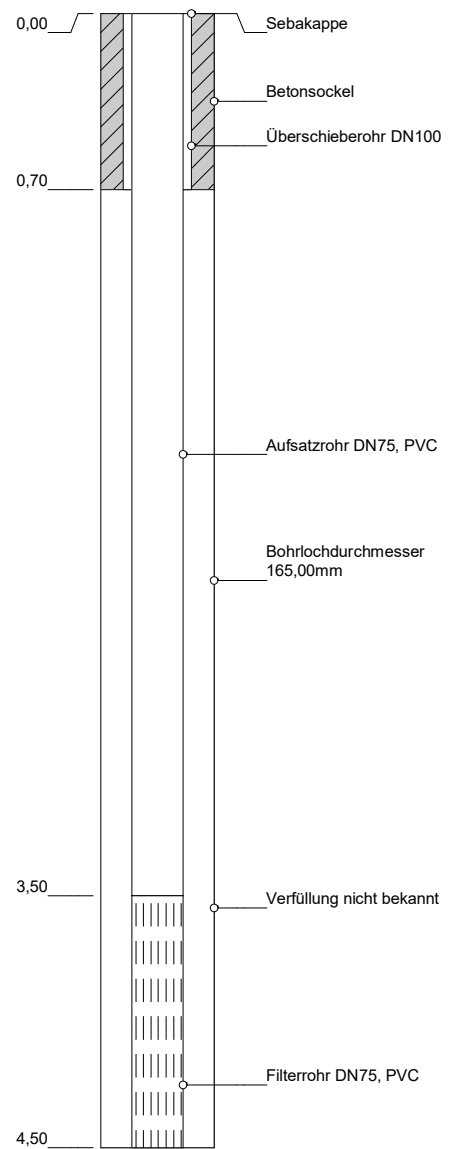 0,00
Sebakappe
Betonsockel
Überschieberohr DN100
0,70
Aufsatzrohr DN75, PVC
Bohrlochdurchmesser
165,00mm
3,50
Verfüllung nicht bekannt
Filterrohr DN75, PVC
4,50